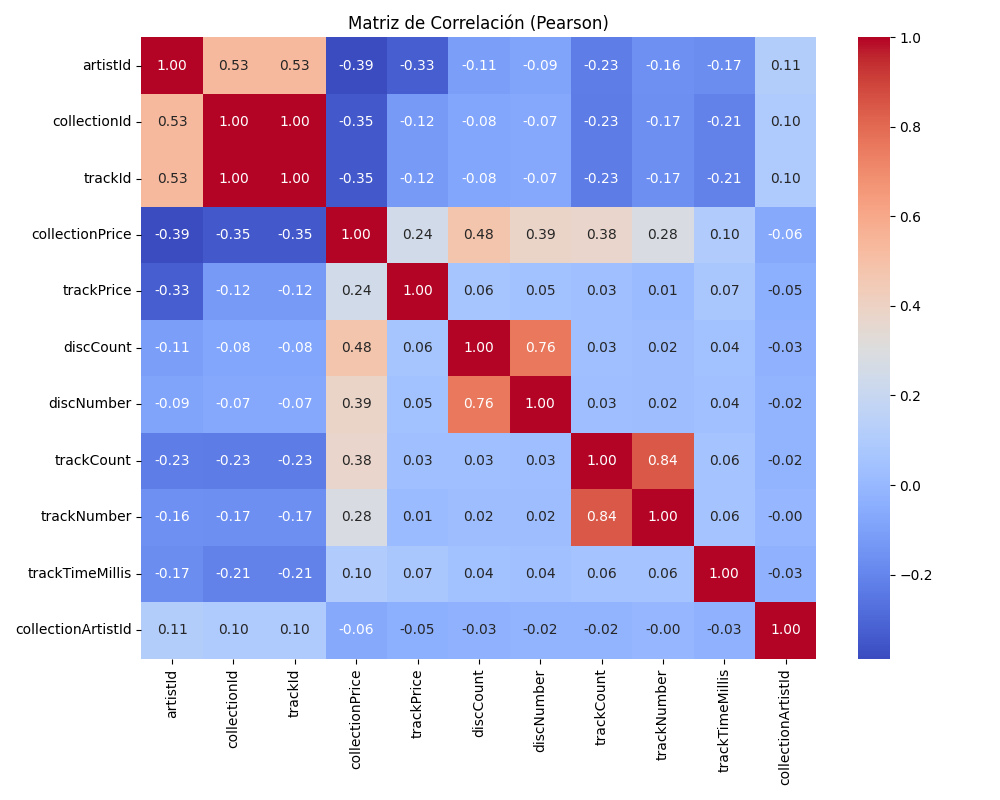 Matriz de Correlación (Pearson)
artistId 1.00 0.53 0.53 -0.39 -0.33 -0.11 -0.09 -0.23 -0.16 -0.17 0.11
collectionId 0.53 1.00 1.00 -0.35 -0.12 -0.08 -0.07 -0.23 -0.17 -0.21 0.10
trackId 0.53 1.00 1.00 -0.35 -0.12 -0.08 -0.07 -0.23 -0.17 -0.21 0.10
collectionPrice -0.39 -0.35 -0.35 1.00 0.24 0.48 0.39 0.38 0.28 0.10 -0.06
trackPrice -0.33 -0.12 -0.12 0.24 1.00 0.06 0.05 0.03 0.01 0.07 -0.05
discCount -0.11 -0.08 -0.08 0.48 0.06 1.00 0.76 0.03 0.02 0.04 -0.03
discNumber -0.09 -0.07 -0.07 0.39 0.05 0.76 1.00 0.03 0.02 0.04 -0.02
trackCount -0.23 -0.23 -0.23 0.38 0.03 0.03 0.03 1.00 0.84 0.06 -0.02
trackNumber -0.16 -0.17 -0.17 0.28 0.01 0.02 0.02 0.84 1.00 0.06 -0.00
trackTimeMillis -0.17 -0.21 -0.21 0.10 0.07 0.04 0.04 0.06 0.06 1.00 -0.03
collectionArtistId 0.11 0.10 0.10 -0.06 -0.05 -0.03 -0.02 -0.02 -0.00 -0.03 1.00
artistId
collectionId
trackId
collectionPrice
trackPrice
discCount
discNumber
trackCount
trackNumber
trackTimeMillis
collectionArtistId
1.0
0.8
0.6
0.4
0.2
0.0
−0.2